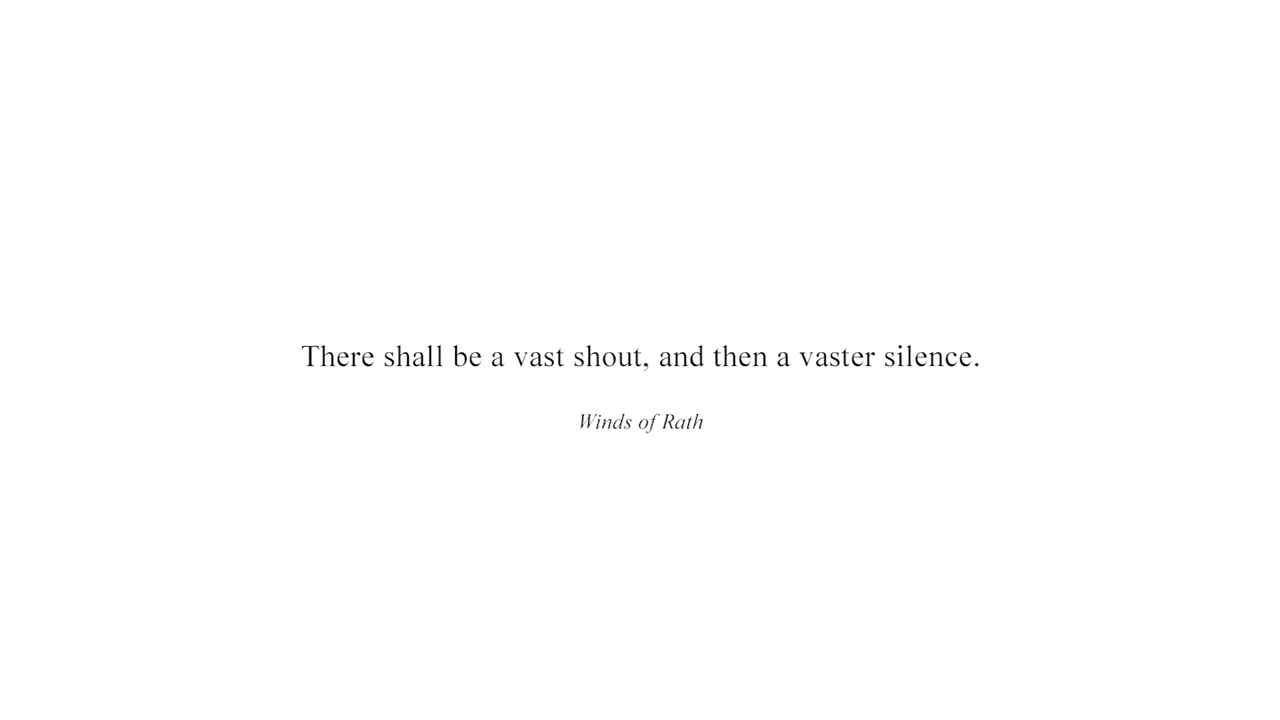 There shall be a vast shout, and then a vaster silence.
Winds of Rath